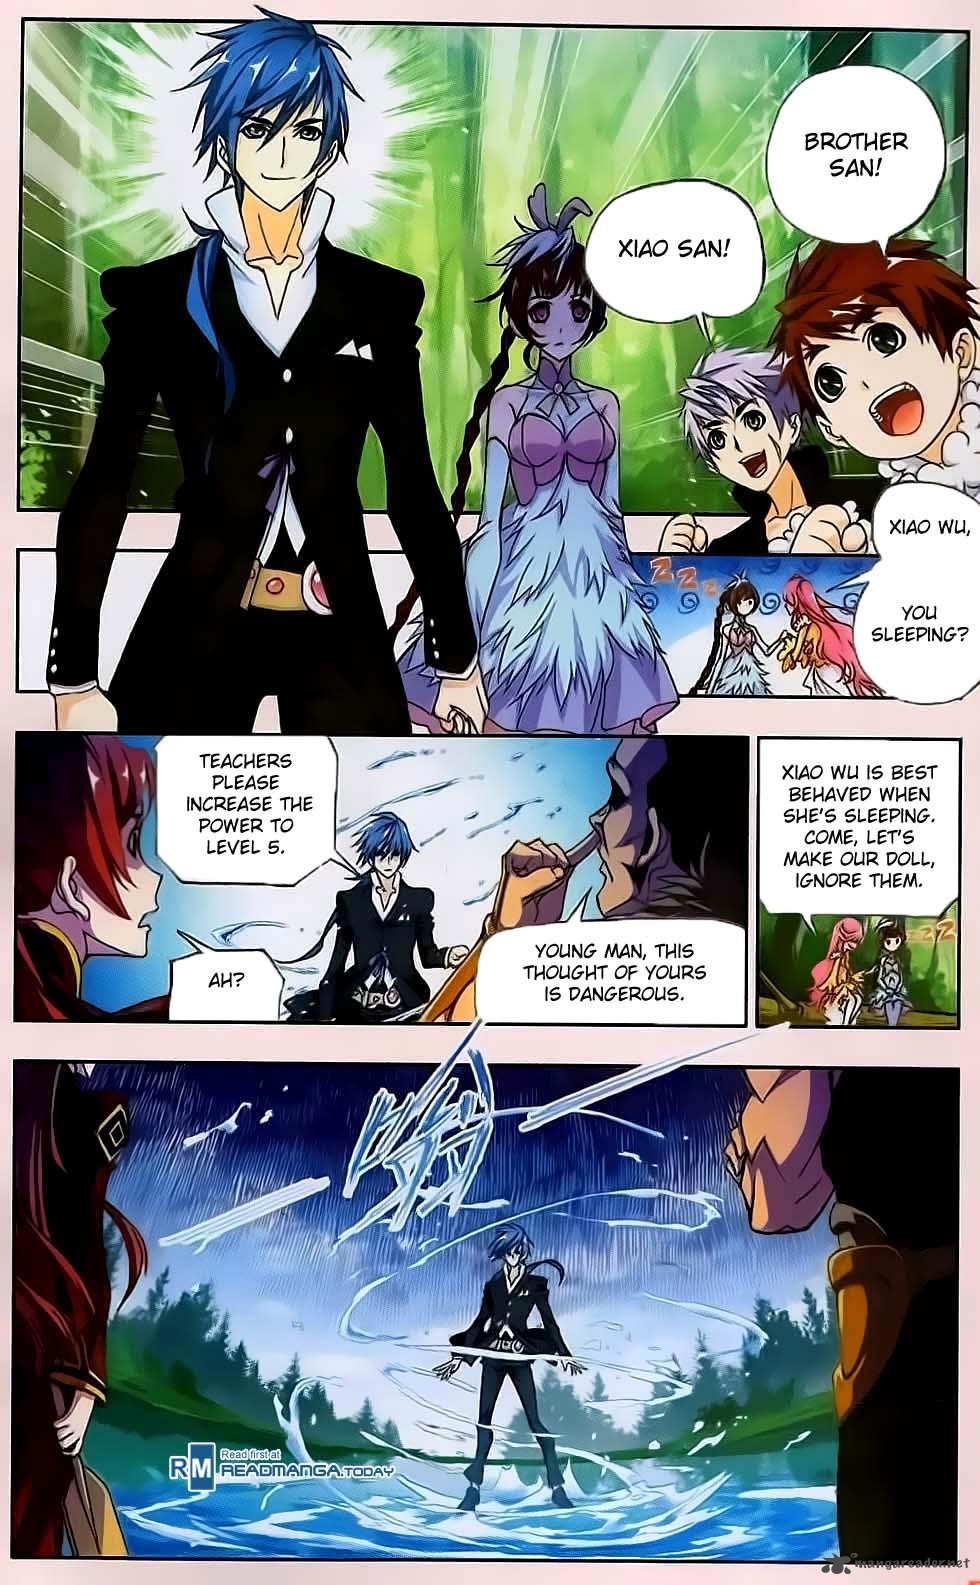 BROTHER
SAN!
XIAO SAN!
XIAO WU,
YOU
SLEEPING?
Z Z Z
TEACHERS
PLEASE
INCREASE THE
POWER TO
LEVEL 5.
AH?
YOUNG MAN, THIS
THOUGHT OF YOURS
IS DANGEROUS.
XIAO WU IS BEST
BEHAVED WHEN
SHE'S SLEEPING.
COME, LET'S
MAKE OUR DOLL,
IGNORE THEM.
ZZZ
RM
Read first at
READMANGA.TODAY
mangareader.net